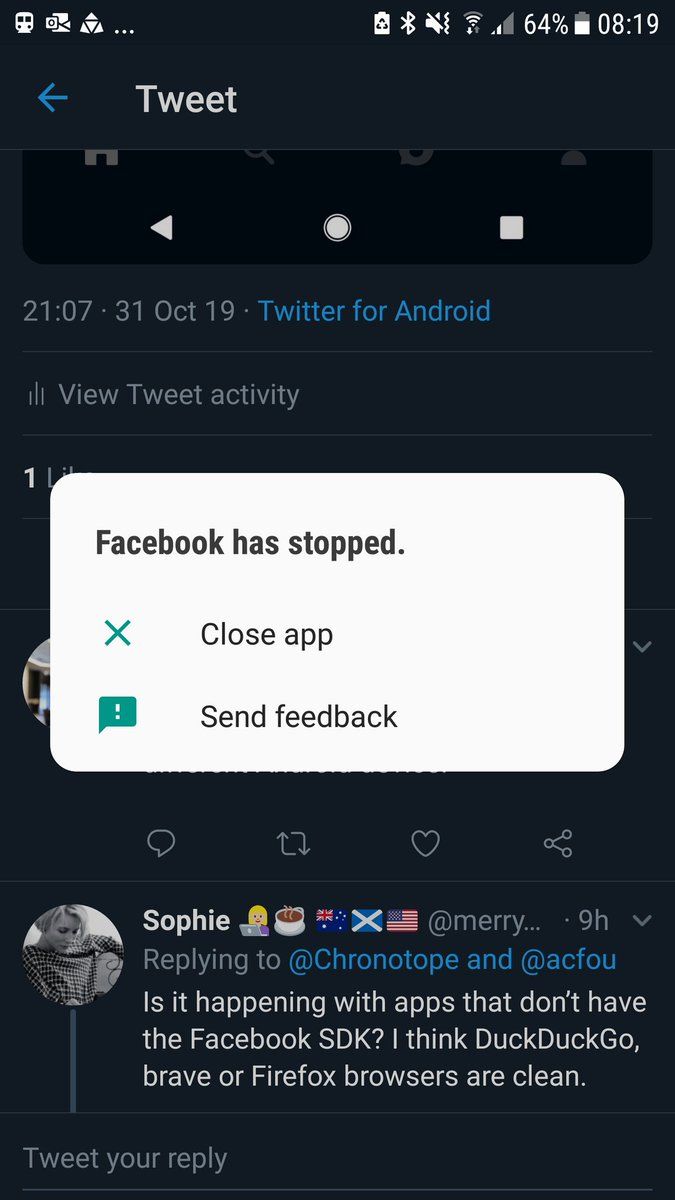 ... 64% 08:19
Tweet
21:07 · 31 Oct 19 · Twitter for Android
View Tweet activity
1
Facebook has stopped.
Close app
Send feedback
Sophie 👩‍💻☕ 🇦🇺🏴󠁧󠁢󠁳󠁣󠁴󠁿🇺🇸 @merry... · 9h
Replying to @Chronotope and @acfou
Is it happening with apps that don’t have
the Facebook SDK? I think DuckDuckGo,
brave or Firefox browsers are clean.
Tweet your reply